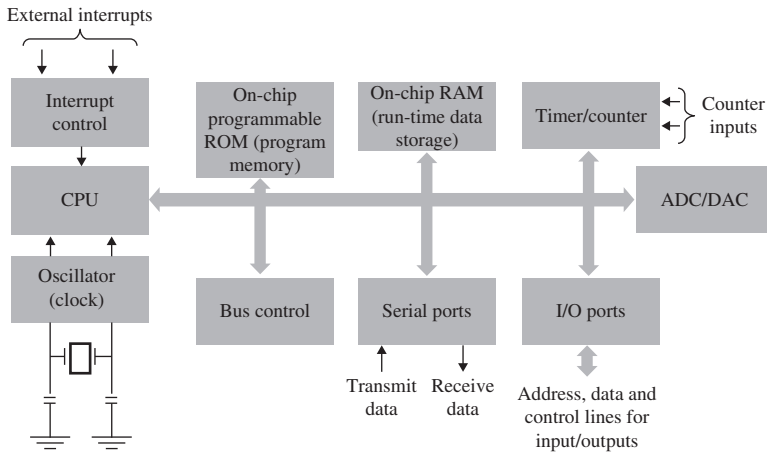 External interrupts
Interrupt
control
On-chip
programmable
ROM (program
memory)
On-chip RAM
(run-time data
storage)
Timer/counter
Counter
inputs
CPU
ADC/DAC
Oscillator
(clock)
Bus control
Serial ports
I/O ports
Transmit
data
Receive
data
Address, data and
control lines for
input/outputs